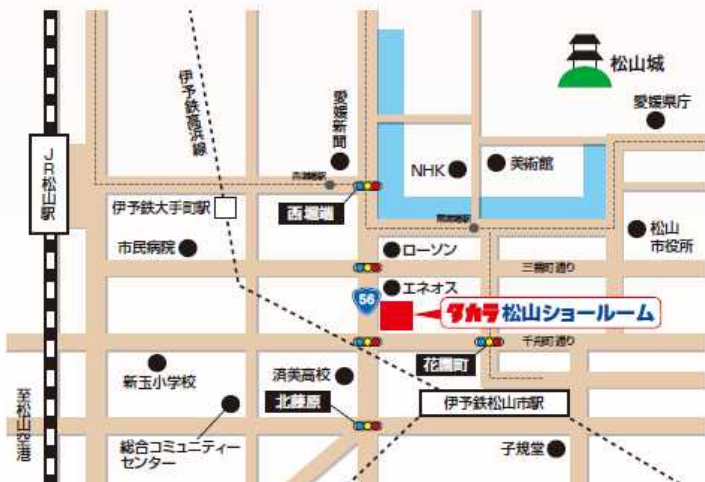 松山城
愛媛県庁
伊予鉄高浜線
愛媛新聞
JR松山駅
NHK
美術館
伊予鉄大手町駅
西堀端
松山
市役所
市民病院
ローソン
三番町通り
エネオス
56
タカラ松山ショールーム
千舟町通り
花園町
新玉小学校
済美高校
北藤原
伊予鉄松山市駅
至松山空港
総合コミュニティー
センター
子規堂